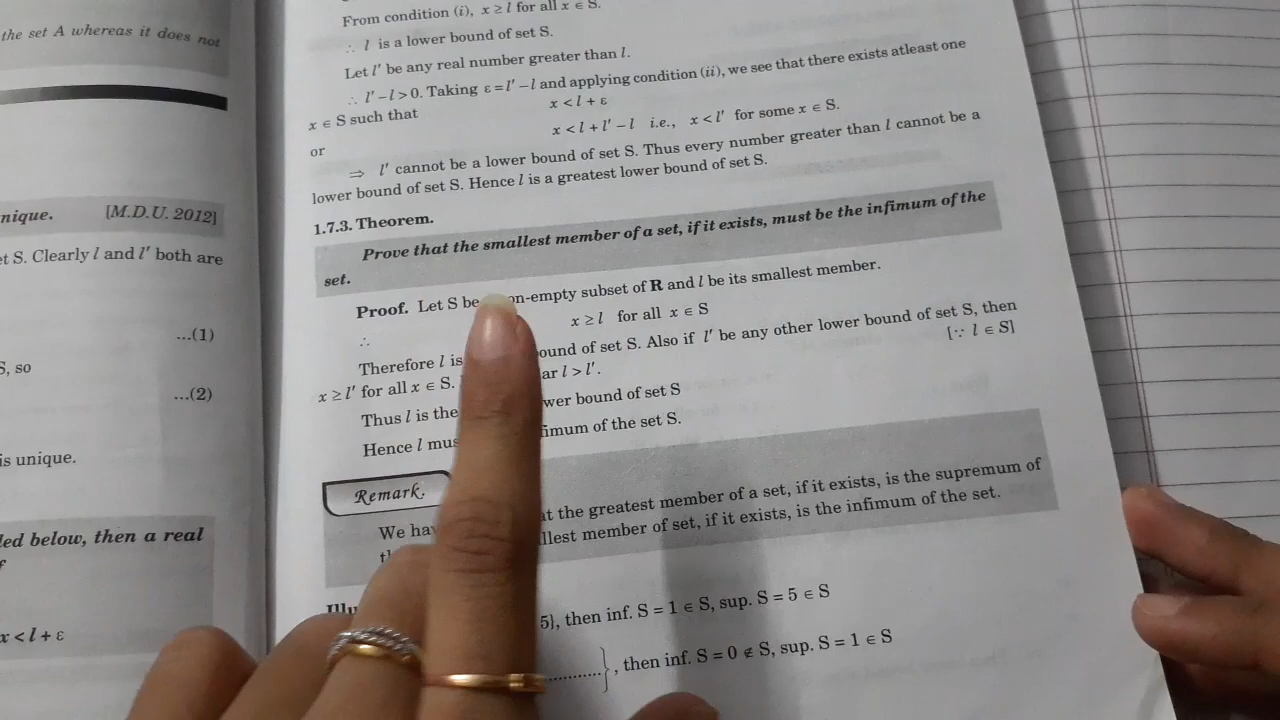 the set A whereas it does not
nique. [M.D.U. 2012]
et S. Clearly l and l′ both are
...(1)
S, so
...(2)
is unique.
led below, then a real
x < l + ε
From condition (i), x ≥ l for all x ∈ S.
∴ l is a lower bound of set S.
Let l′ be any real number greater than l.
∴ l′ – l > 0. Taking ε = l′ – l and applying condition (ii), we see that there exists atleast one
x ∈ S such that x < l + ε
or x < l + l′ – l i.e., x < l′ for some x ∈ S.
⇒ l′ cannot be a lower bound of set S. Thus every number greater than l cannot be a
lower bound of set S. Hence l is a greatest lower bound of set S.
1.7.3. Theorem.
Prove that the smallest member of a set, if it exists, must be the infimum of the
set.
Proof. Let S be on-empty subset of R and l be its smallest member.
∴ x ≥ l for all x ∈ S
Therefore l is ound of set S. Also if l′ be any other lower bound of set S, then
x ≥ l′ for all x ∈ S. ar l > l′. [∵ l ∈ S]
Thus l is the wer bound of set S
Hence l mus fimum of the set S.
Remark.
We hav at the greatest member of a set, if it exists, is the supremum of
llest member of set, if it exists, is the infimum of the set.
Illu 5}, then inf. S = 1 ∈ S, sup. S = 5 ∈ S
............}, then inf. S = 0 ∉ S, sup. S = 1 ∈ S